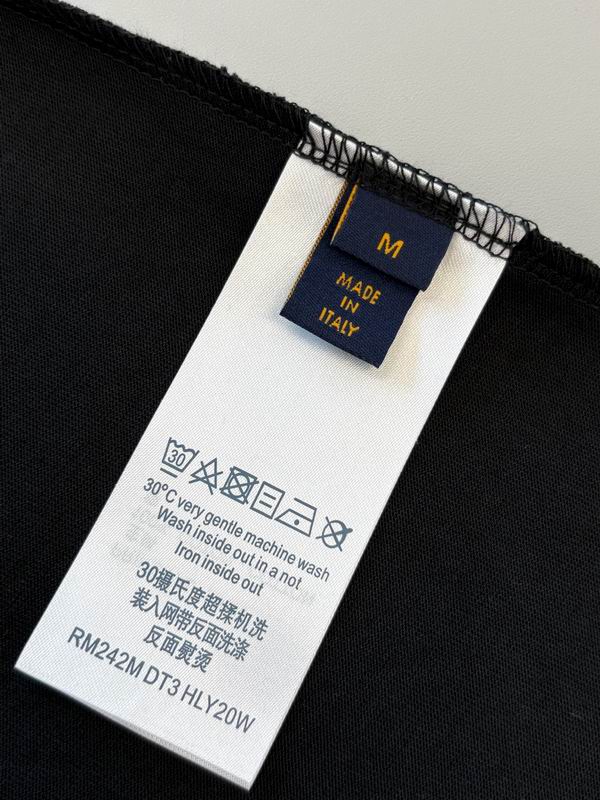 M
MADE
IN
ITALY
30
30°C very gentle machine wash
Wash inside out in a not
Iron inside out
30摄氏度超揉机洗
装入网带反面洗涤
反面熨烫
RM242M DT3 HLY20W